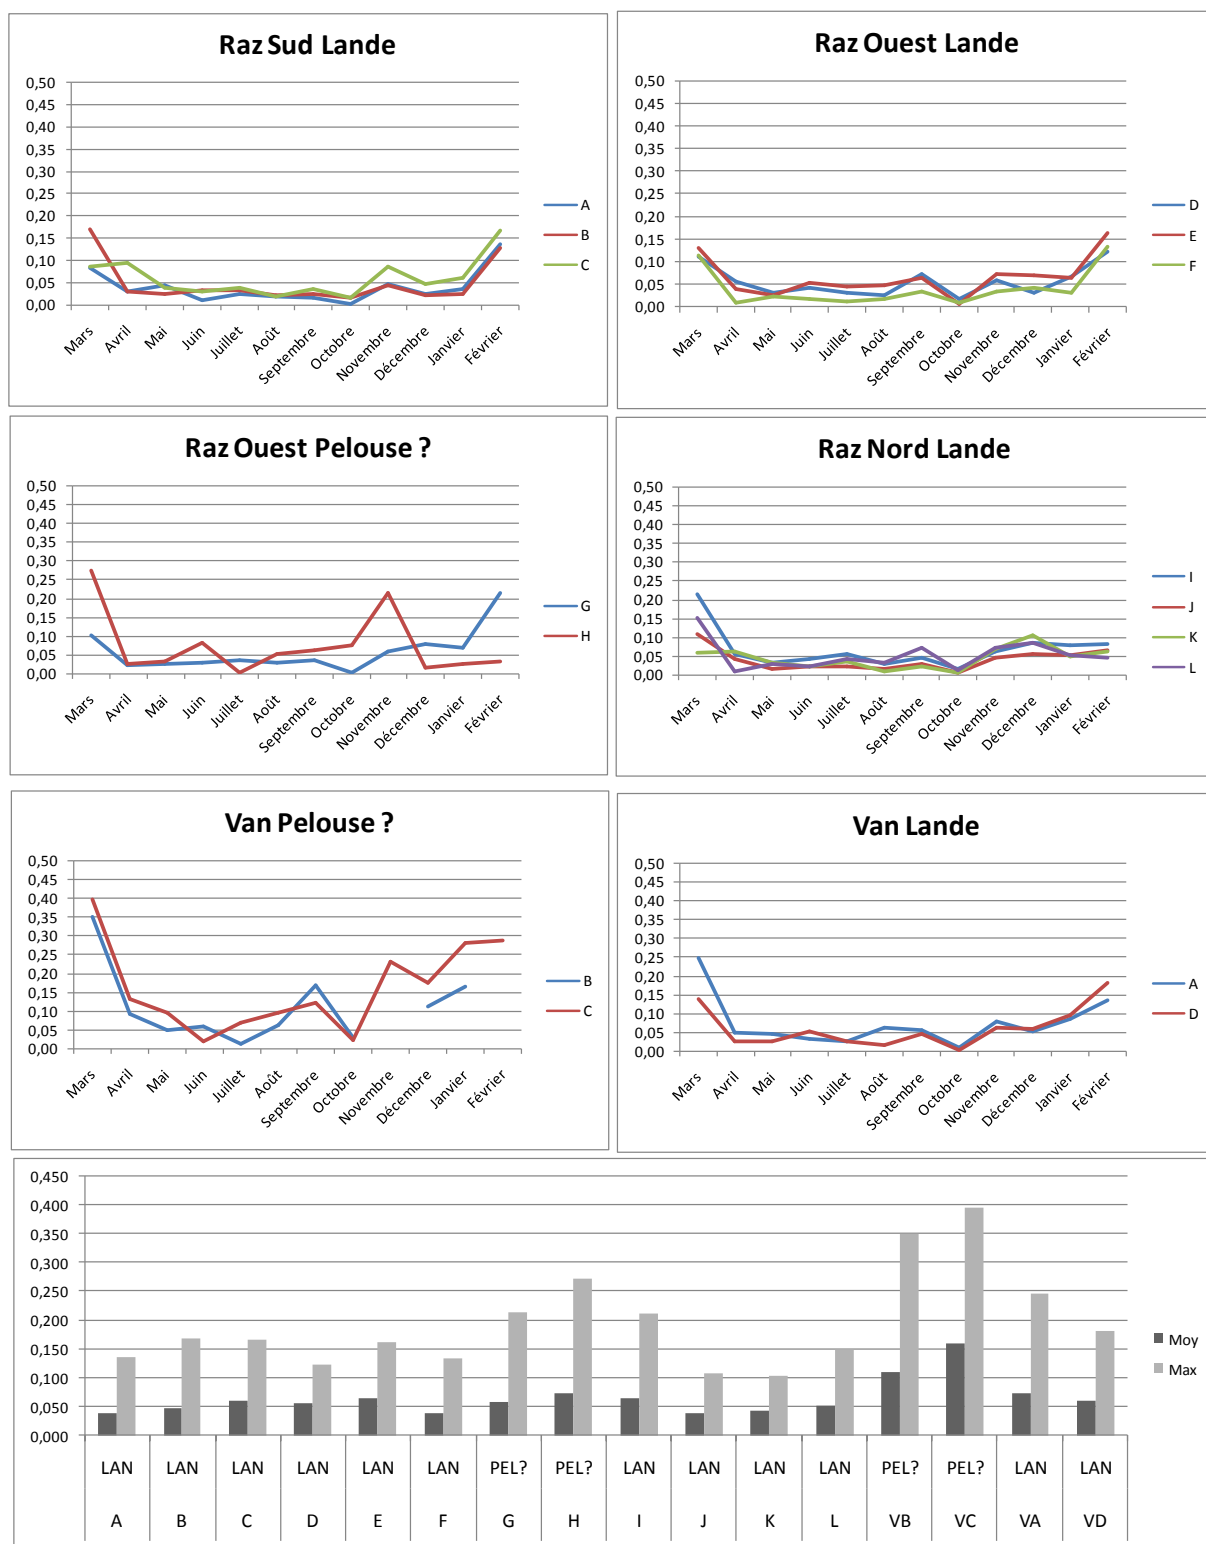 Raz Sud Lande
0,50
0,45
0,40
0,35
0,30
0,25
0,20
0,15
0,10
0,05
0,00
Mars Avril Mai Juin Juillet Août Septembre Octobre Novembre Décembre Janvier Février
A
B
C
Raz Ouest Lande
0,50
0,45
0,40
0,35
0,30
0,25
0,20
0,15
0,10
0,05
0,00
Mars Avril Mai Juin Juillet Août Septembre Octobre Novembre Décembre Janvier Février
D
E
F
Raz Ouest Pelouse ?
0,50
0,45
0,40
0,35
0,30
0,25
0,20
0,15
0,10
0,05
0,00
Mars Avril Mai Juin Juillet Août Septembre Octobre Novembre Décembre Janvier Février
G
H
Raz Nord Lande
0,50
0,45
0,40
0,35
0,30
0,25
0,20
0,15
0,10
0,05
0,00
Mars Avril Mai Juin Juillet Août Septembre Octobre Novembre Décembre Janvier Février
I
J
K
L
Van Pelouse ?
0,50
0,45
0,40
0,35
0,30
0,25
0,20
0,15
0,10
0,05
0,00
Mars Avril Mai Juin Juillet Août Septembre Octobre Novembre Décembre Janvier Février
B
C
Van Lande
0,50
0,45
0,40
0,35
0,30
0,25
0,20
0,15
0,10
0,05
0,00
Mars Avril Mai Juin Juillet Août Septembre Octobre Novembre Décembre Janvier Février
A
D
0,450
0,400
0,350
0,300
0,250
0,200
0,150
0,100
0,050
0,000
Moy
Max
LAN LAN LAN LAN LAN LAN PEL? PEL? LAN LAN LAN LAN PEL? PEL? LAN LAN
A B C D E F G H I J K L VB VC VA VD